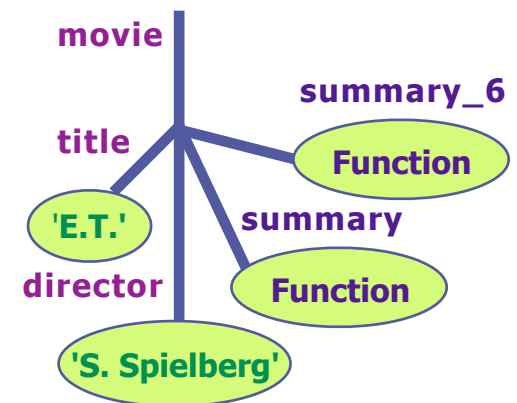 movie
summary_6
title
Function
'E.T.'
summary
director
Function
'S. Spielberg'